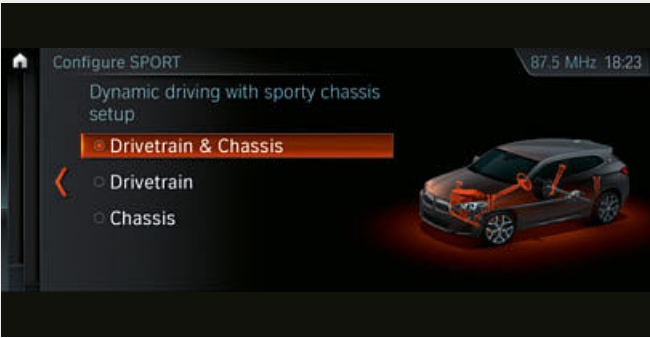 Configure SPORT
87.5 MHz 18:23
Dynamic driving with sporty chassis
setup
Drivetrain & Chassis
Drivetrain
Chassis